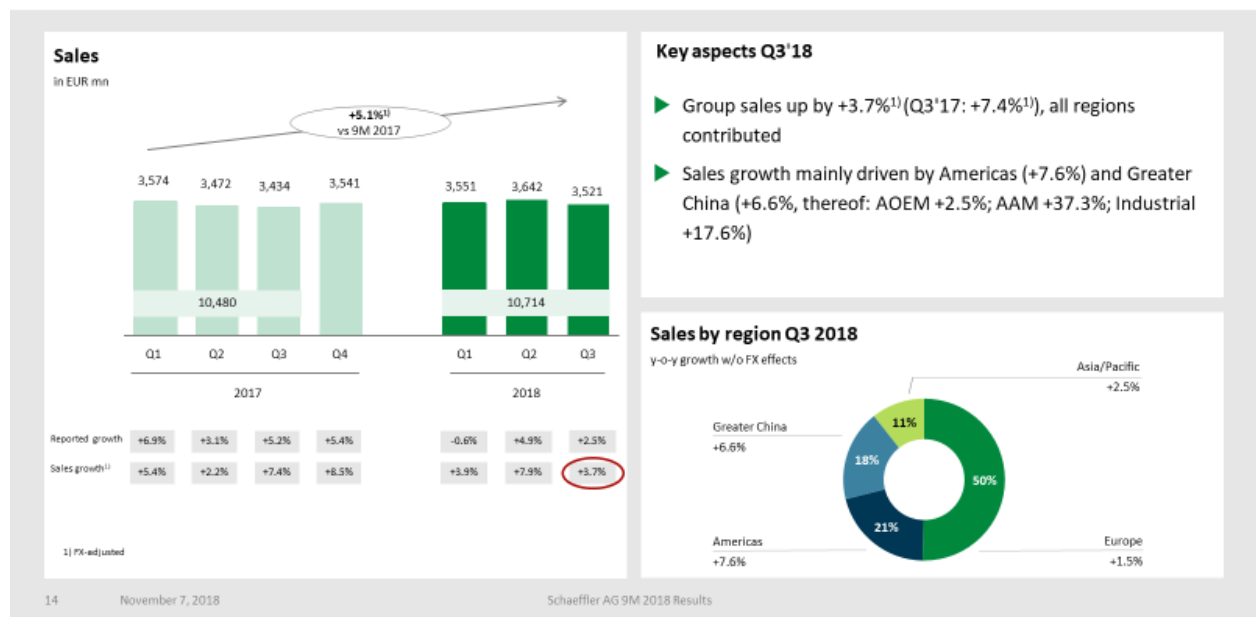 Sales
in EUR mn
+5.1%1)
vs 9M 2017
3,574 3,472 3,434 3,541 3,551 3,642 3,521
10,480 10,714
Q1 Q2 Q3 Q4 Q1 Q2 Q3
2017 2018
Reported growth +6.9% +3.1% +5.2% +5.4% -0.6% +4.9% +2.5%
Sales growth1) +5.4% +2.2% +7.4% +8.5% +3.9% +7.9% +3.7%
1) FX-adjusted
Key aspects Q3'18
Group sales up by +3.7%1) (Q3'17: +7.4%1)), all regions
contributed
Sales growth mainly driven by Americas (+7.6%) and Greater
China (+6.6%, thereof: AOEM +2.5%; AAM +37.3%; Industrial
+17.6%)
Sales by region Q3 2018
y-o-y growth w/o FX effects
Asia/Pacific
+2.5%
Greater China
+6.6%
11%
18%
50%
21%
Americas
+7.6%
Europe
+1.5%
14 November 7, 2018 Schaeffler AG 9M 2018 Results